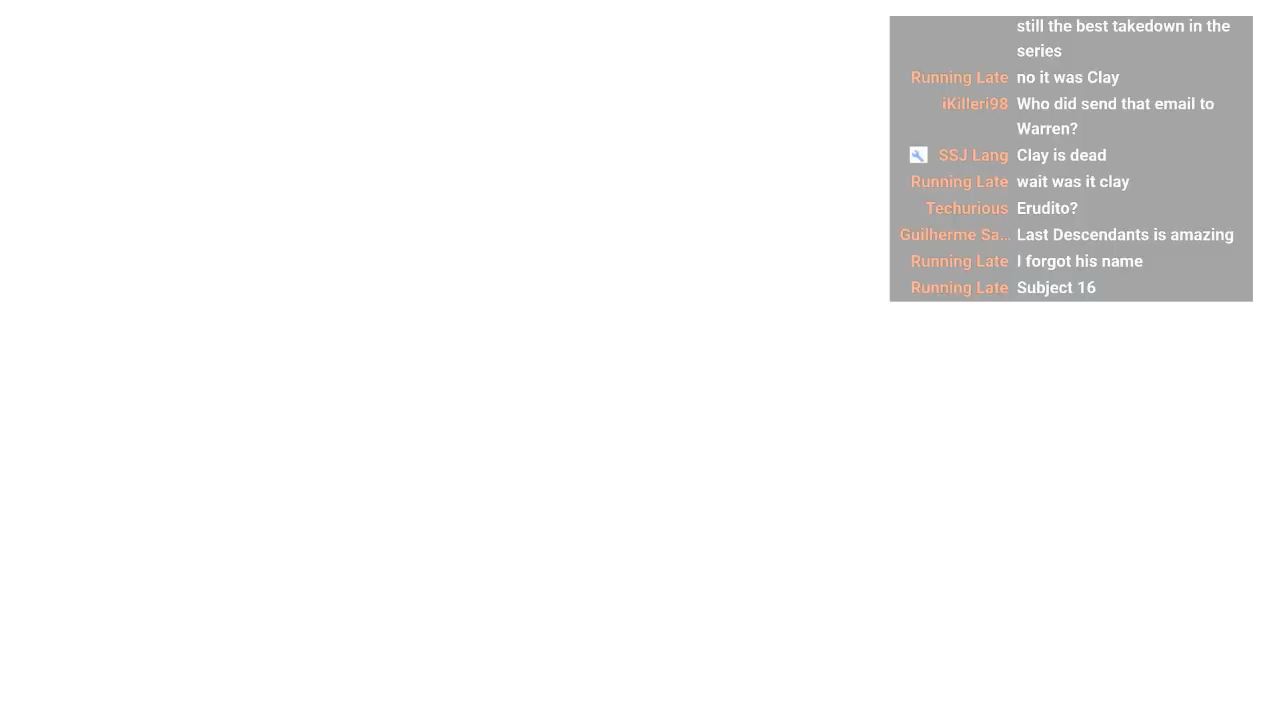 still the best takedown in the
series
Running Late no it was Clay
iKilleri98 Who did send that email to
Warren?
SSJ Lang Clay is dead
Running Late wait was it clay
Techurious Erudito?
Guilherme Sa... Last Descendants is amazing
Running Late I forgot his name
Running Late Subject 16